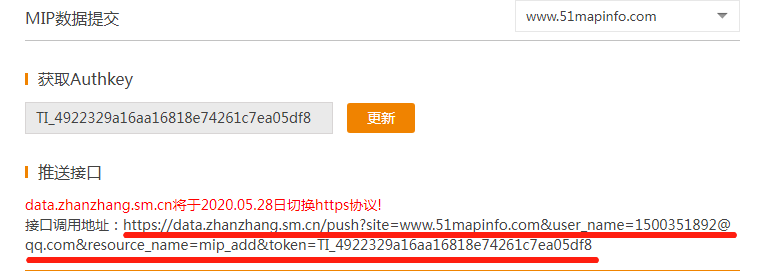 MIP数据提交
www.51mapinfo.com
获取Authkey
TI_4922329a16aa16818e74261c7ea05df8
更新
推送接口
data.zhanzhang.sm.cn将于2020.05.28日切换https协议!
接口调用地址：https://data.zhanzhang.sm.cn/push?site=www.51mapinfo.com&user_name=1500351892@
qq.com&resource_name=mip_add&token=TI_4922329a16aa16818e74261c7ea05df8